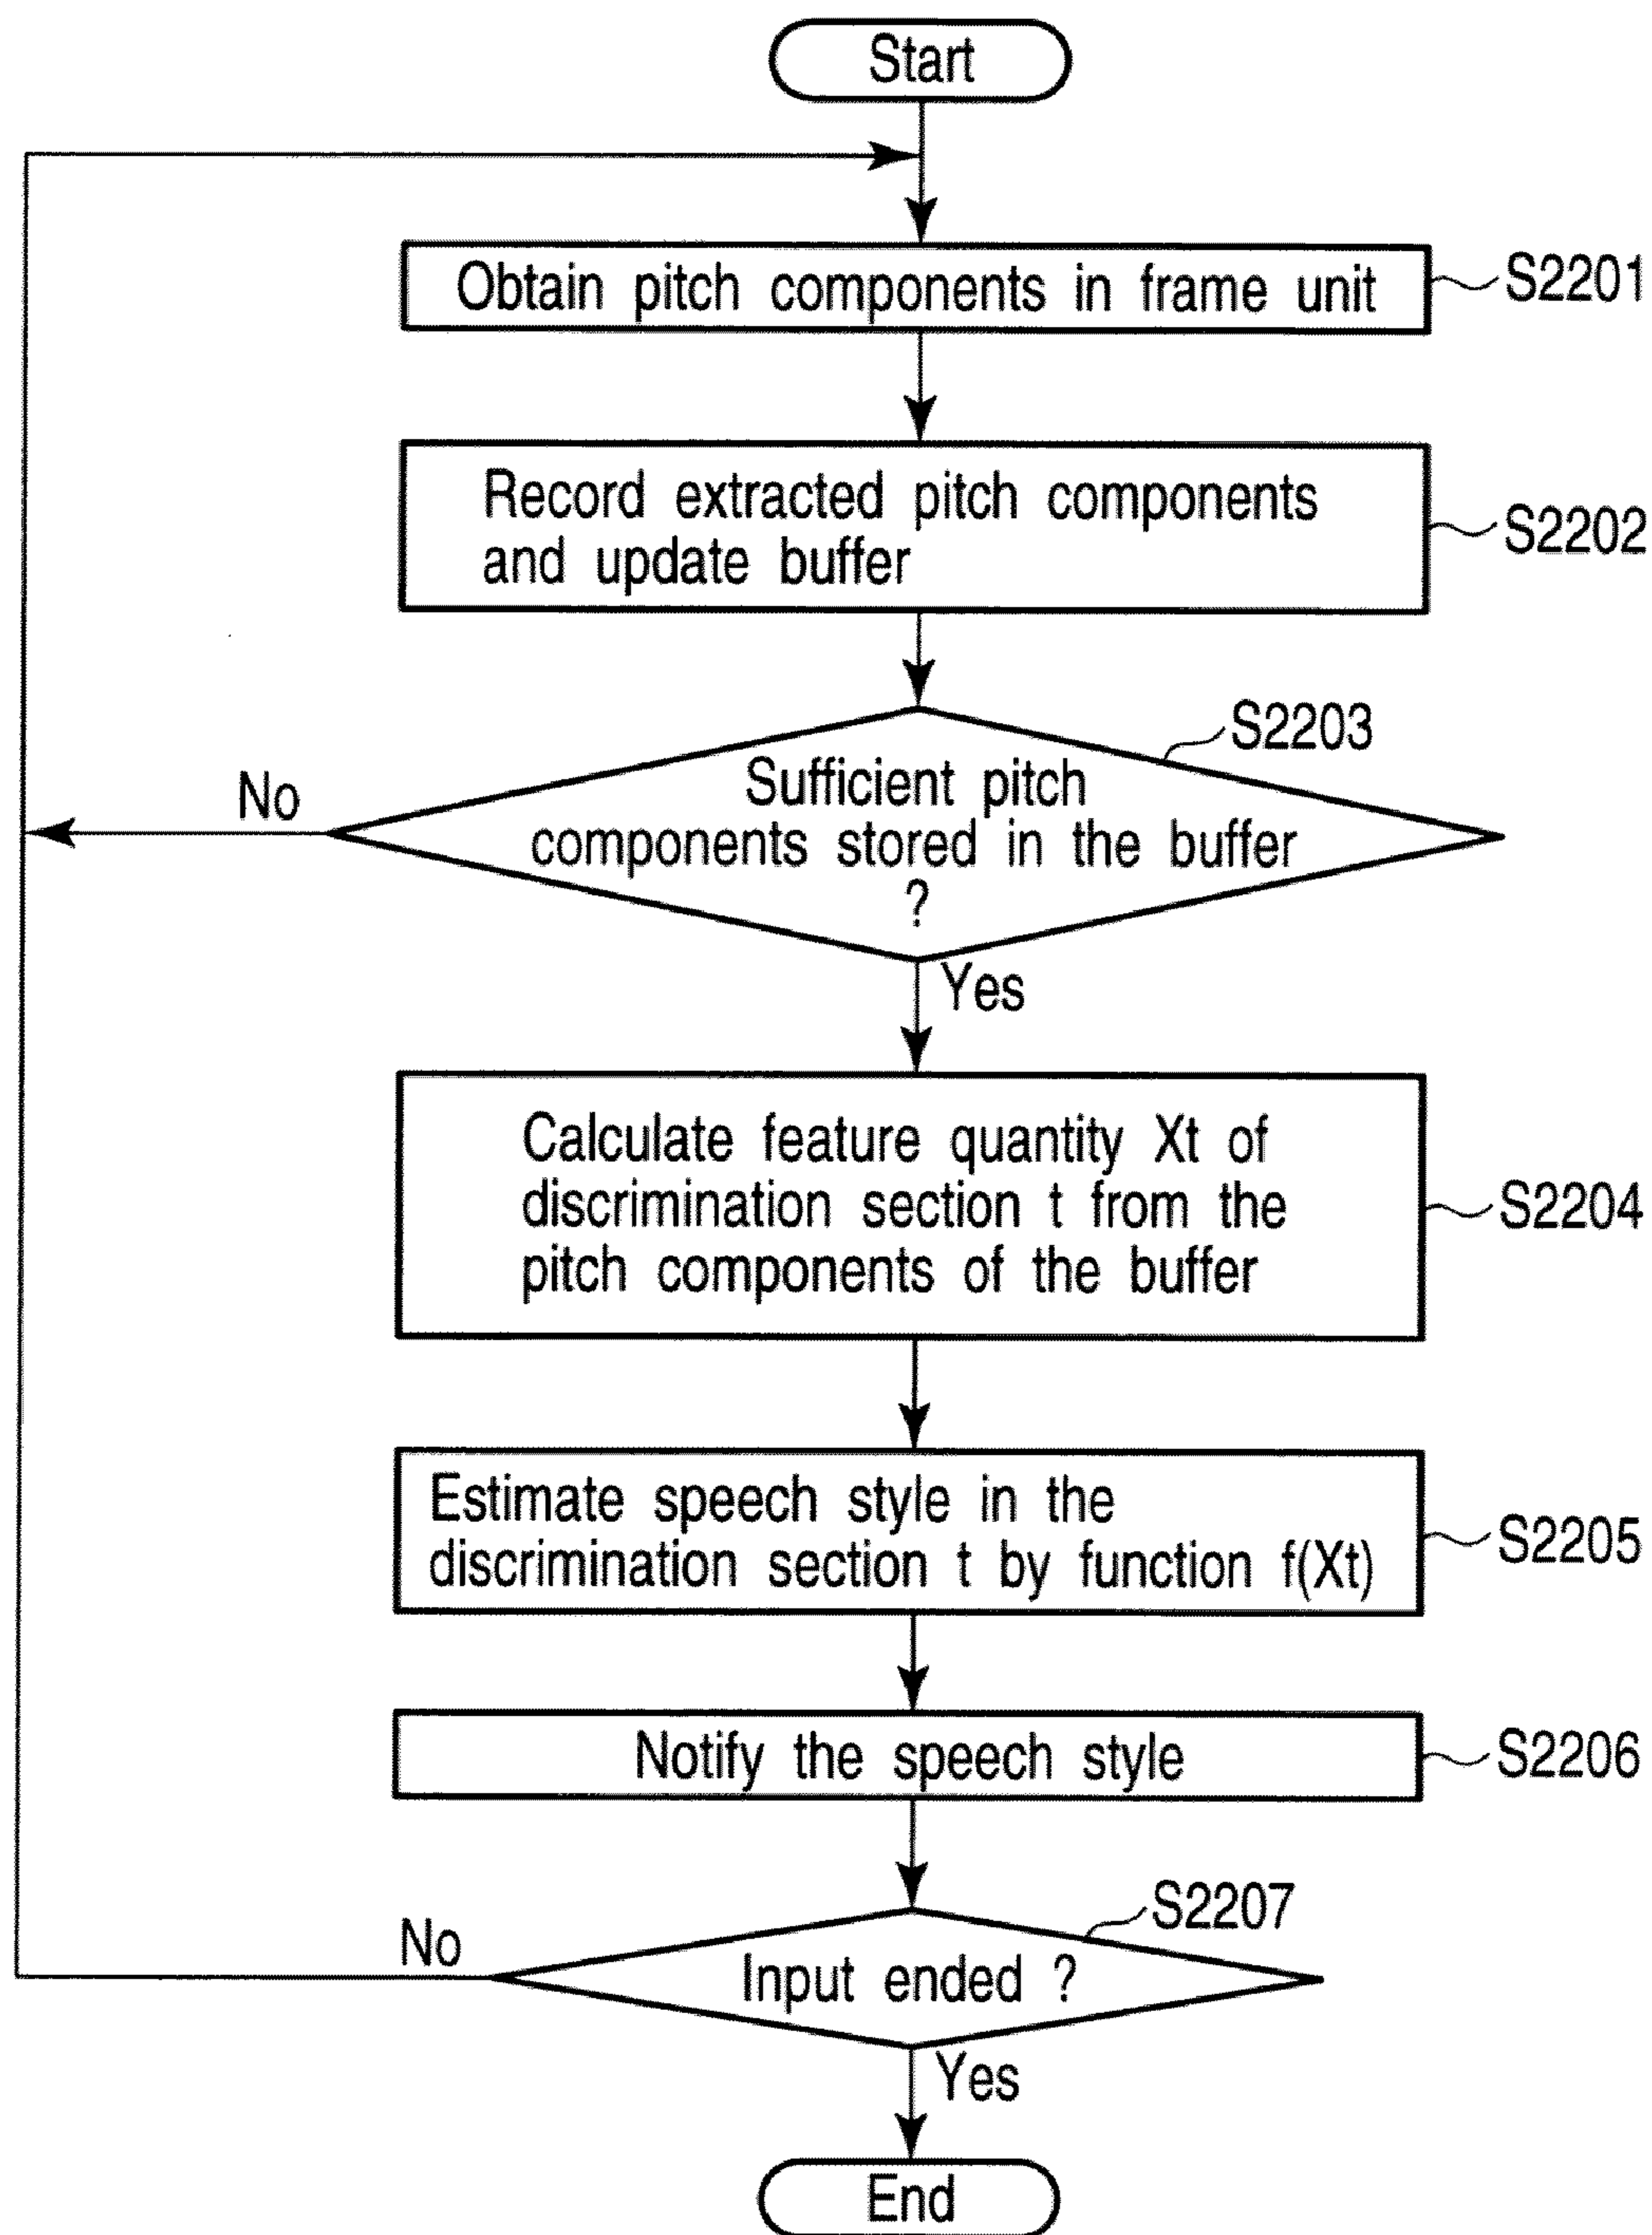 Start
Obtain pitch components in frame unit
S2201
Record extracted pitch components
and update buffer
S2202
S2203
Sufficient pitch
components stored in the buffer
?
No
Yes
Calculate feature quantity Xt of
discrimination section t from the
pitch components of the buffer
S2204
Estimate speech style in the
discrimination section t by function f(Xt)
S2205
Notify the speech style
S2206
S2207
Input ended ?
No
Yes
End